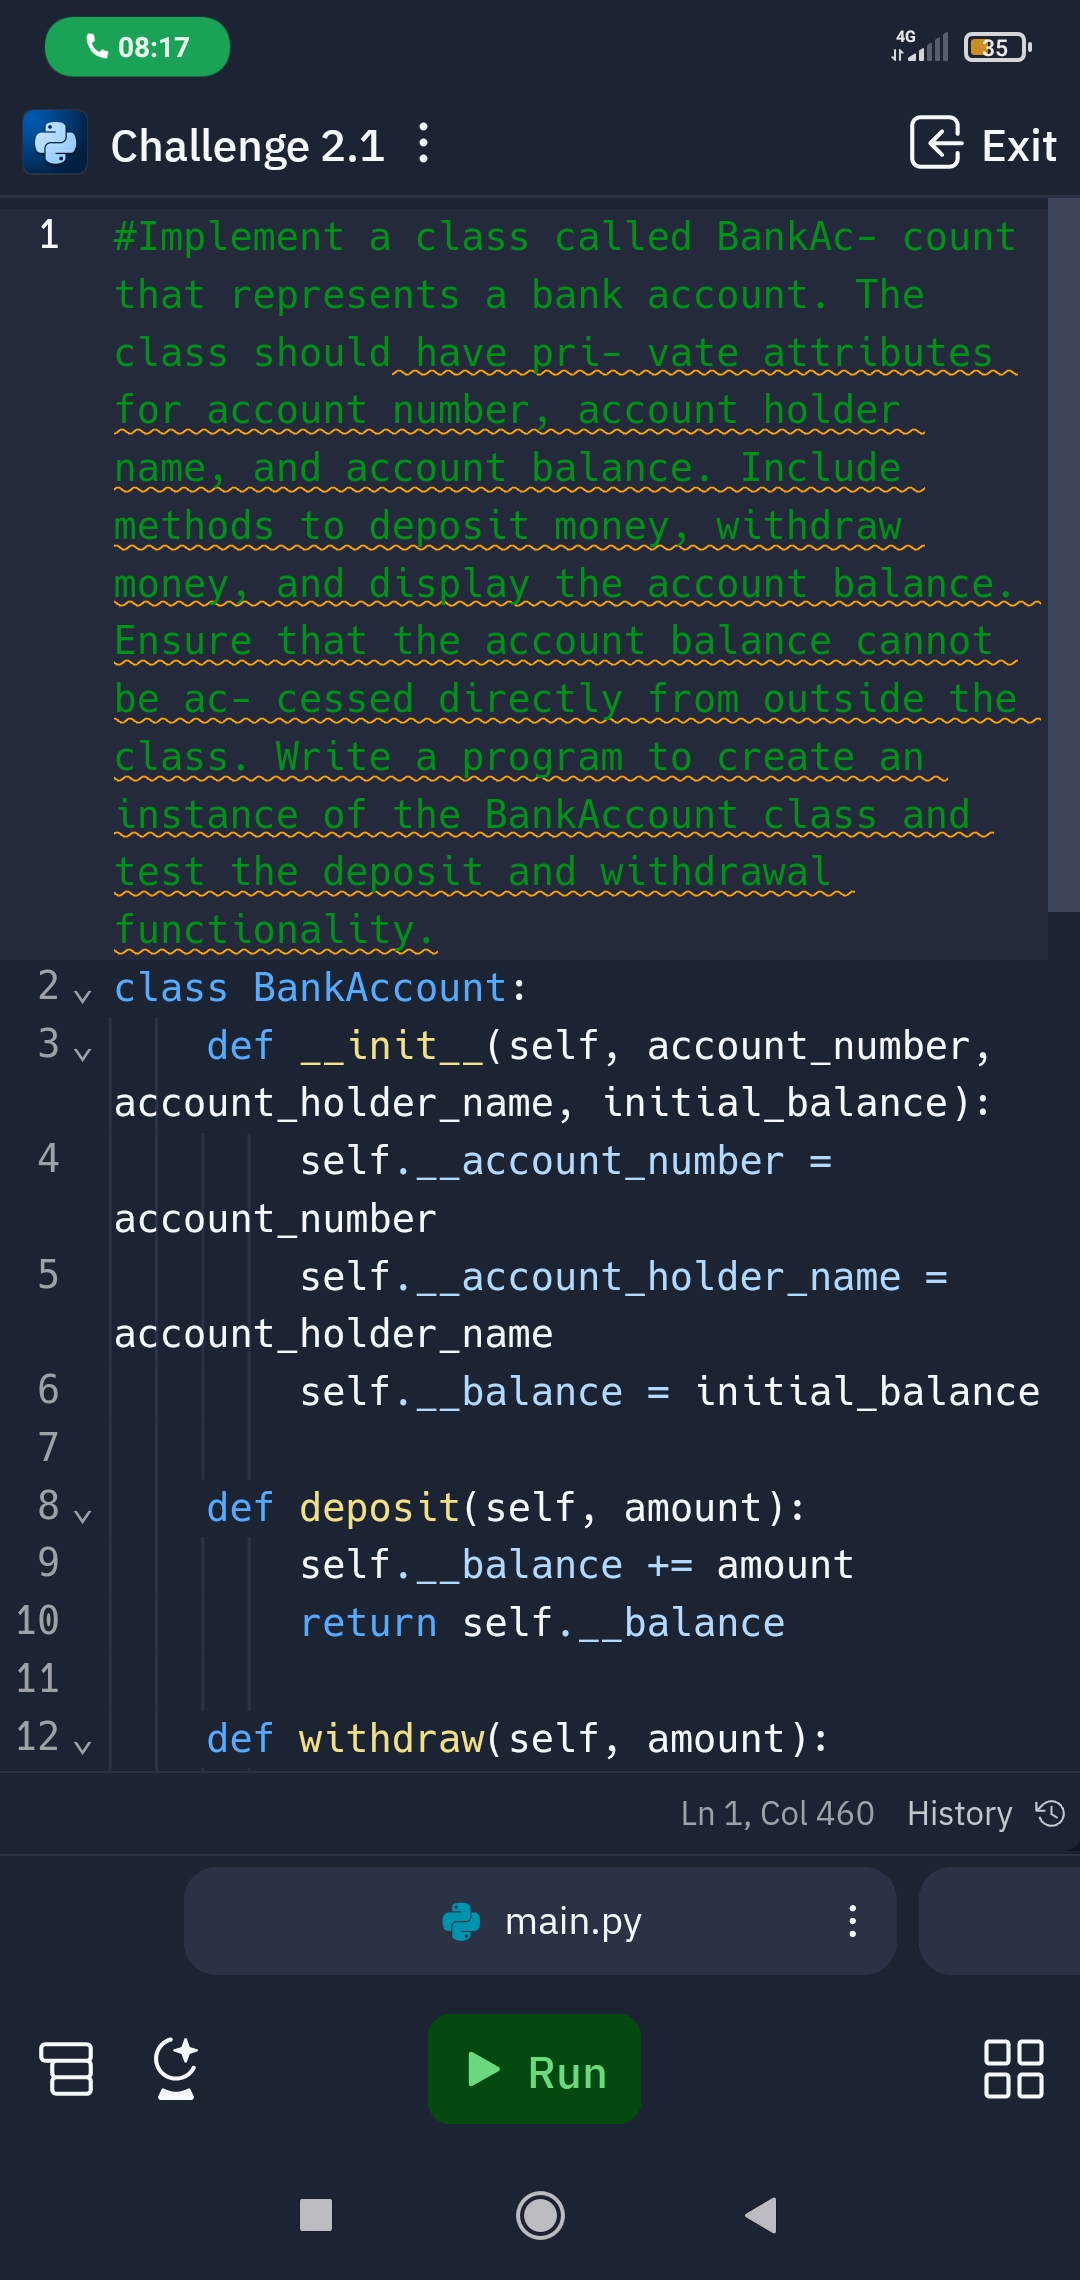 08:17
4G
35
Challenge 2.1
Exit
1 #Implement a class called BankAc- count
that represents a bank account. The
class should have pri- vate attributes
for account number, account holder
name, and account balance. Include
methods to deposit money, withdraw
money, and display the account balance.
Ensure that the account balance cannot
be ac- cessed directly from outside the
class. Write a program to create an
instance of the BankAccount class and
test the deposit and withdrawal
functionality.
2 class BankAccount:
3     def __init__(self, account_number,
account_holder_name, initial_balance):
4         self.__account_number =
account_number
5         self.__account_holder_name =
account_holder_name
6         self.__balance = initial_balance
7
8     def deposit(self, amount):
9         self.__balance += amount
10         return self.__balance
11
12     def withdraw(self, amount):
Ln 1, Col 460 History
main.py
Run